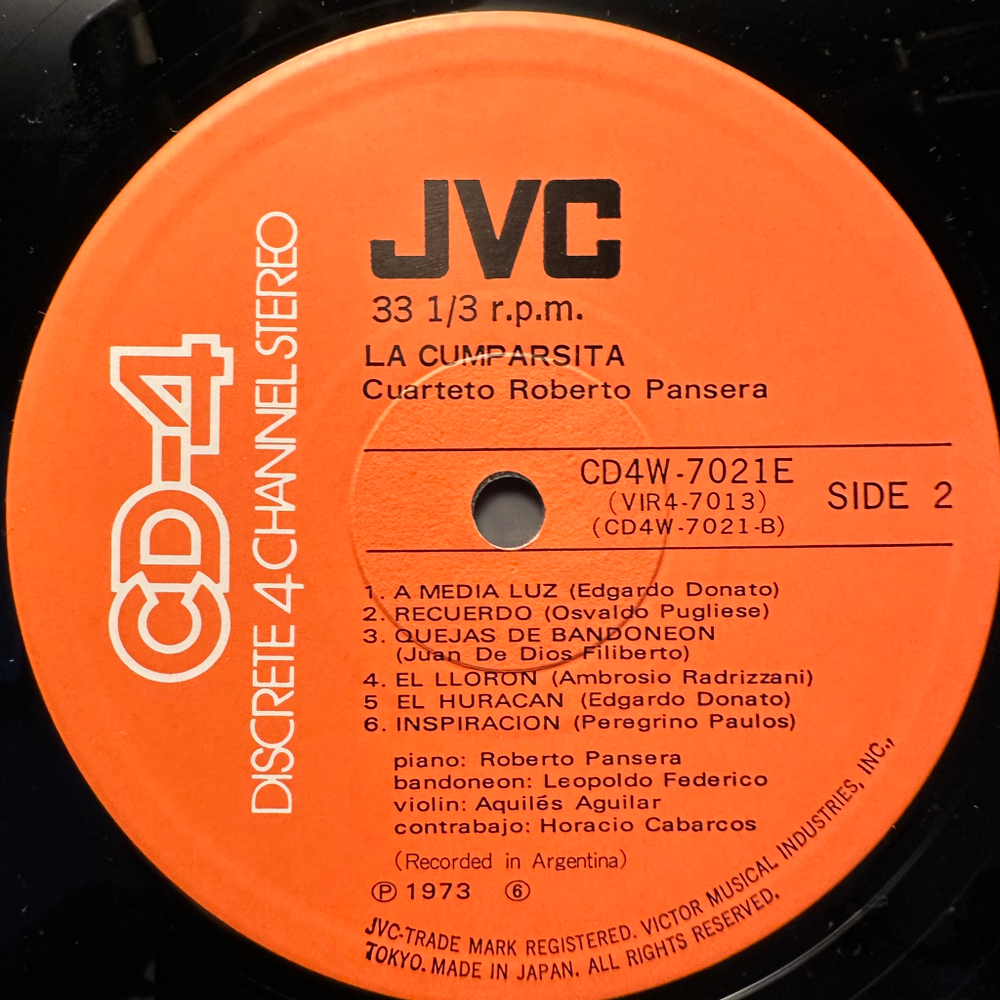 JVC
33 1/3 r.p.m.
LA CUMPARSITA
Cuarteto Roberto Pansera
CD-4
DISCRETE 4 CHANNEL STEREO
CD4W-7021E
(VIR4-7013)
(CD4W-7021-B)
SIDE 2
1. A MEDIA LUZ (Edgardo Donato)
2. RECUERDO (Osvaldo Pugliese)
3. QUEJAS DE BANDONEON
(Juan De Dios Filiberto)
4. EL LLORON (Ambrosio Radrizzani)
5 EL HURACAN (Edgardo Donato)
6. INSPIRACION (Peregrino Paulos)
piano: Roberto Pansera
bandoneon: Leopoldo Federico
violin: Aquilés Aguilar
contrabajo: Horacio Cabarcos
(Recorded in Argentina)
Ⓟ 1973 ⑥
JVC-TRADE MARK REGISTERED. VICTOR MUSICAL INDUSTRIES, INC.,
TOKYO. MADE IN JAPAN. ALL RIGHTS RESERVED.